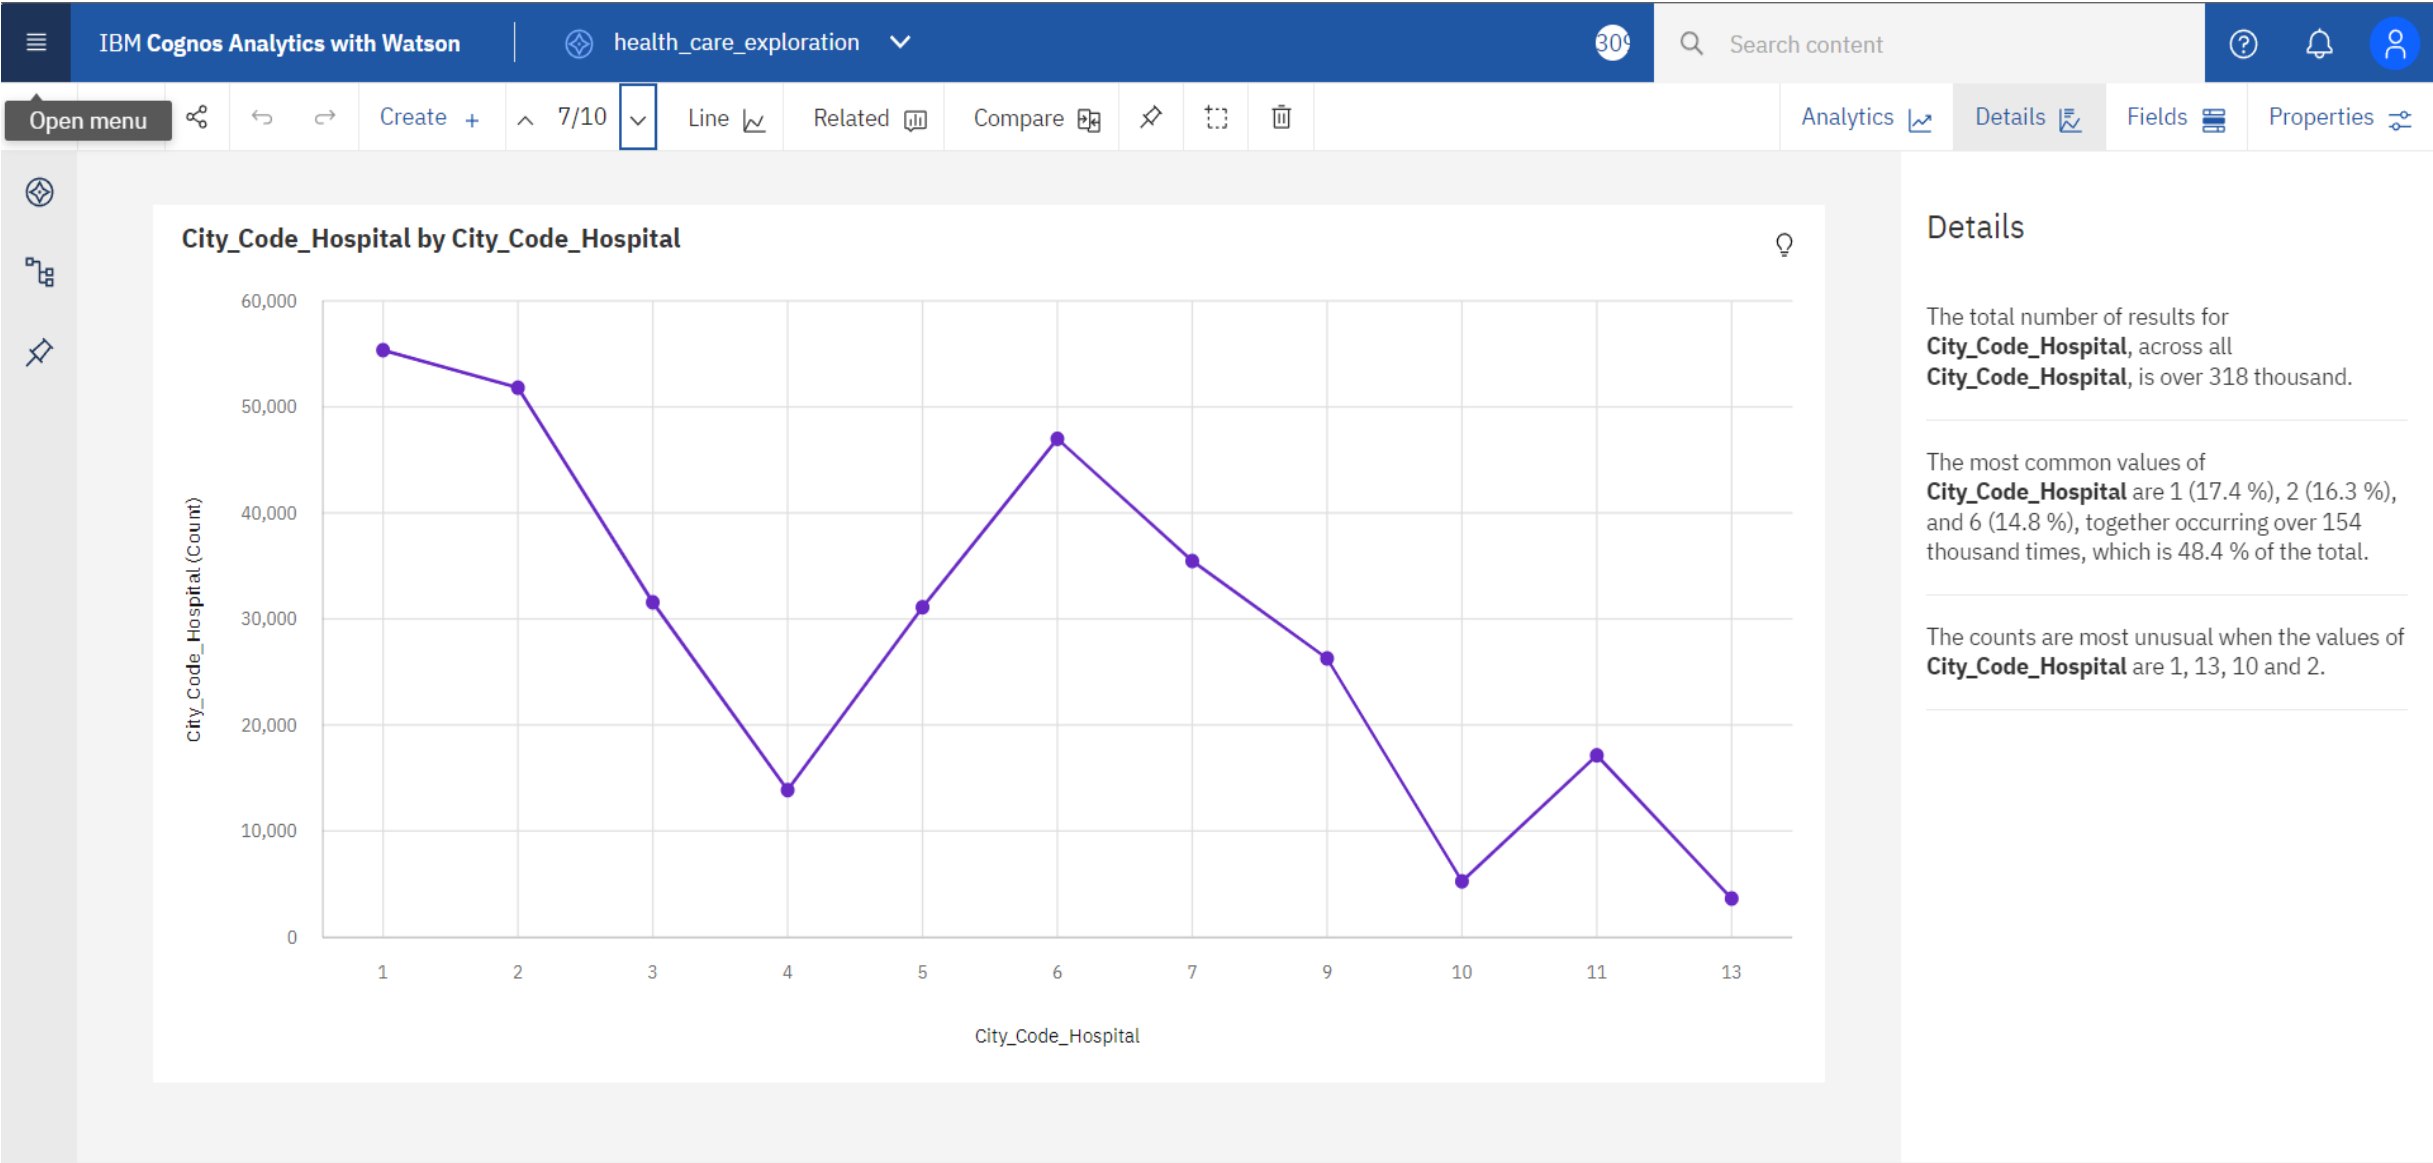 IBM Cognos Analytics with Watson
health_care_exploration
Search content
Open menu
Create +
7/10
Line
Related
Compare
Analytics
Details
Fields
Properties
City_Code_Hospital by City_Code_Hospital
60,000
50,000
40,000
30,000
20,000
10,000
0
City_Code_Hospital (Count)
1 2 3 4 5 6 7 9 10 11 13
City_Code_Hospital
Details
The total number of results for
City_Code_Hospital, across all
City_Code_Hospital, is over 318 thousand.
The most common values of
City_Code_Hospital are 1 (17.4 %), 2 (16.3 %),
and 6 (14.8 %), together occurring over 154
thousand times, which is 48.4 % of the total.
The counts are most unusual when the values of
City_Code_Hospital are 1, 13, 10 and 2.